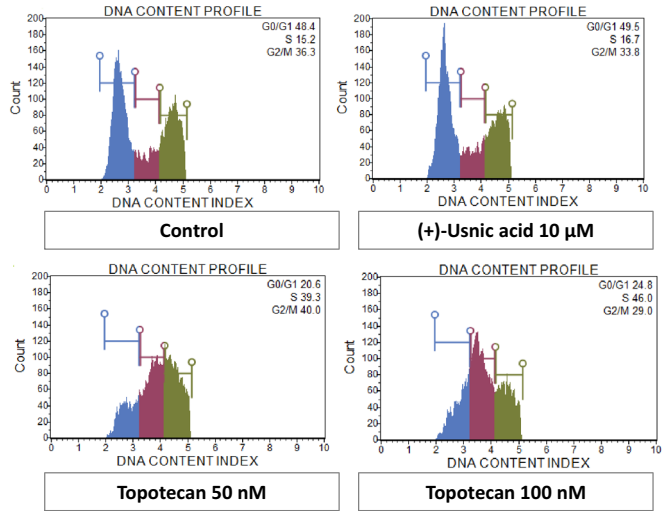 DNA CONTENT PROFILE
G0/G1 48.4
S 15.2
G2/M 36.3
Count
200
180
160
140
120
100
80
60
40
20
0
0 1 2 3 4 5 6 7 8 9 10
DNA CONTENT INDEX
Control
DNA CONTENT PROFILE
G0/G1 49.5
S 16.7
G2/M 33.8
Count
200
180
160
140
120
100
80
60
40
20
0
0 1 2 3 4 5 6 7 8 9 10
DNA CONTENT INDEX
(+)-Usnic acid 10 µM
DNA CONTENT PROFILE
G0/G1 20.6
S 39.3
G2/M 40.0
Count
200
180
160
140
120
100
80
60
40
20
0
0 1 2 3 4 5 6 7 8 9 10
DNA CONTENT INDEX
Topotecan 50 nM
DNA CONTENT PROFILE
G0/G1 24.8
S 46.0
G2/M 29.0
Count
200
180
160
140
120
100
80
60
40
20
0
0 1 2 3 4 5 6 7 8 9 10
DNA CONTENT INDEX
Topotecan 100 nM